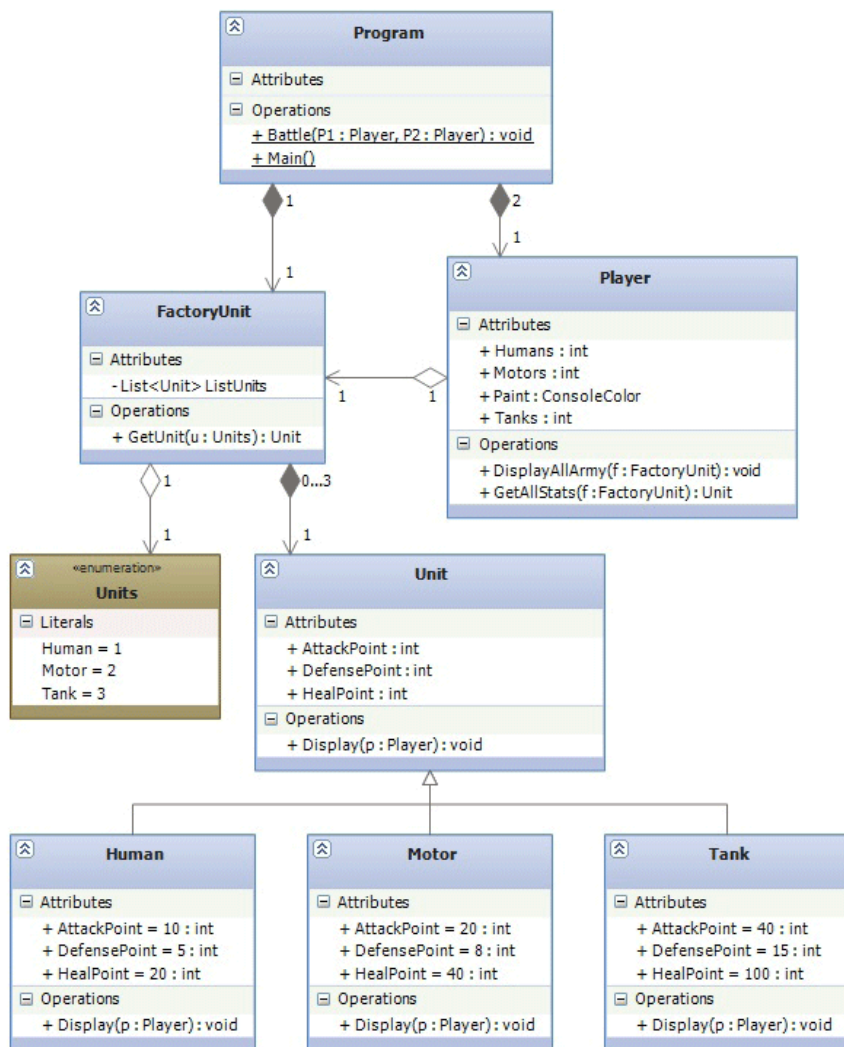 Program
Attributes
Operations
+ Battle(P1 : Player, P2 : Player) : void
+ Main()
1
2
1
1
FactoryUnit
Attributes
- List<Unit> ListUnits
Operations
+ GetUnit(u : Units) : Unit
Player
Attributes
+ Humans : int
+ Motors : int
+ Paint : ConsoleColor
+ Tanks : int
Operations
+ DisplayAllArmy(f : FactoryUnit) : void
+ GetAllStats(f :FactoryUnit) : Unit
1
1
1
0...3
1
1
«enumeration»
Units
Literals
Human = 1
Motor = 2
Tank = 3
Unit
Attributes
+ AttackPoint : int
+ DefensePoint : int
+ HealPoint : int
Operations
+ Display(p : Player) : void
Human
Attributes
+ AttackPoint = 10 : int
+ DefensePoint = 5 : int
+ HealPoint = 20 : int
Operations
+ Display(p : Player) : void
Motor
Attributes
+ AttackPoint = 20 : int
+ DefensePoint = 8 : int
+ HealPoint = 40 : int
Operations
+ Display(p : Player) : void
Tank
Attributes
+ AttackPoint = 40 : int
+ DefensePoint = 15 : int
+ HealPoint = 100 : int
Operations
+ Display(p : Player) : void